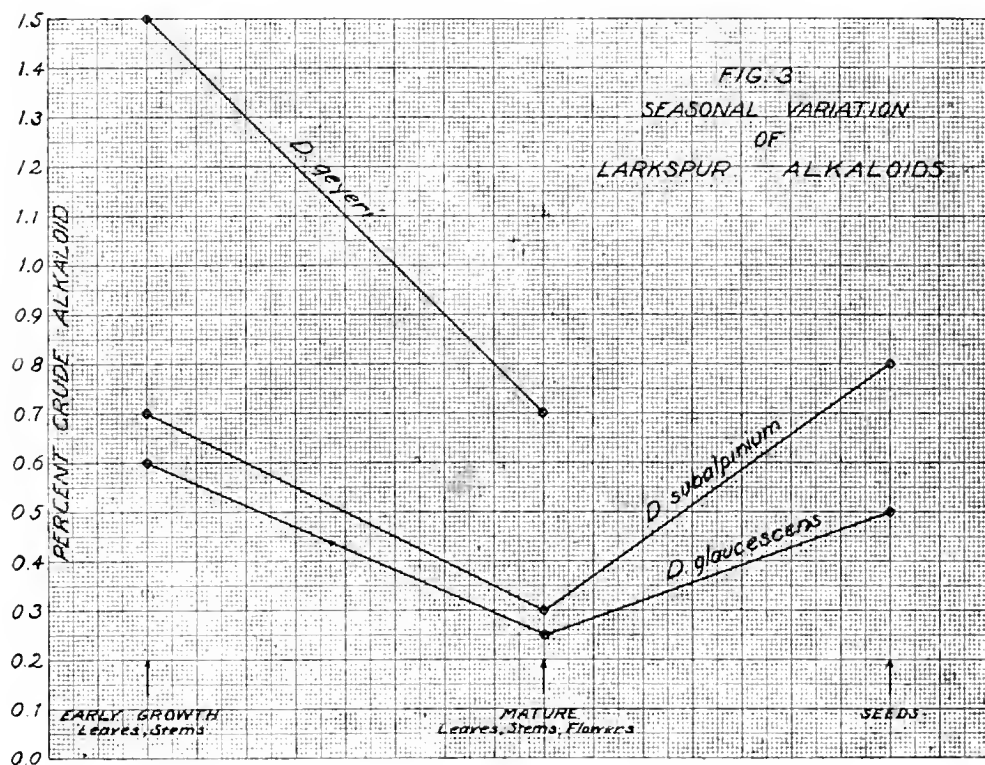 FIG. 3
SEASONAL VARIATION
OF
LARKSPUR ALKALOIDS
PERCENT CRUDE ALKALOID
1.5
1.4
1.3
1.2
1.1
1.0
0.9
0.8
0.7
0.6
0.5
0.4
0.3
0.2
0.1
0.0
D. geyeri
D subalpinium
D. glaucescens
EARLY GROWTH
Leaves, Stems
MATURE
Leaves, Stems, Flowers
SEEDS